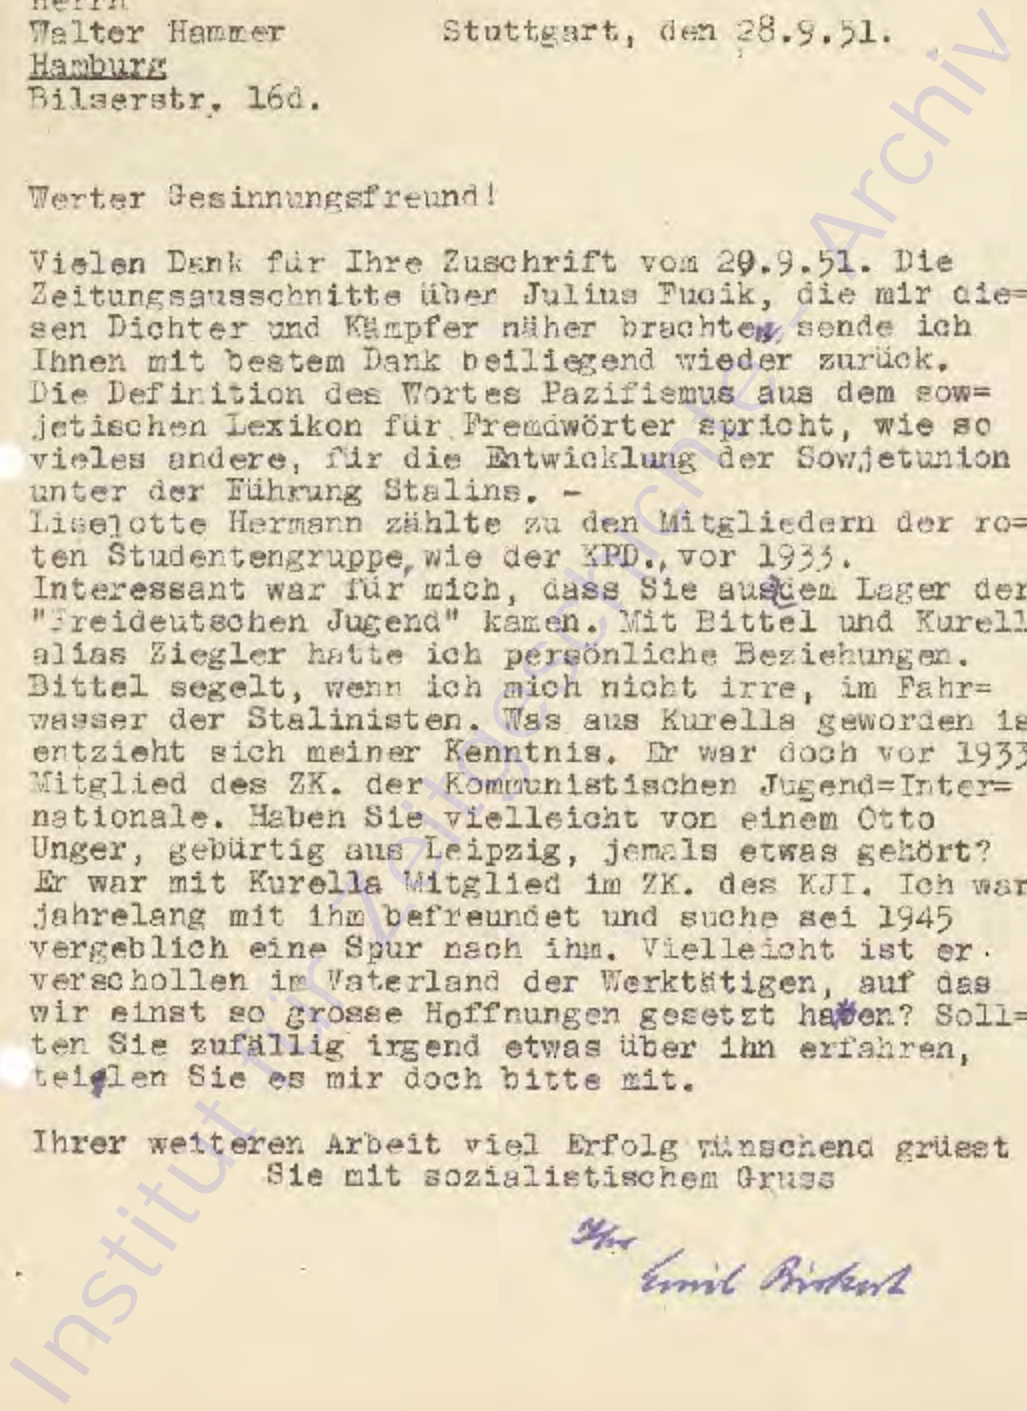 Herrn
Walter Hammer Stuttgart, den 28.9.51.
Hamburg
Bilserstr. 16d.
Werter Gesinnungsfreund!
Vielen Dank für Ihre Zuschrift vom 20.9.51. Die
Zeitungsausschnitte über Julius Fucik, die mir die=
sen Dichter und Kämpfer näher brachten, sende ich
Ihnen mit bestem Dank beiliegend wieder zurück.
Die Definition des Wortes Pazifismus aus dem sow=
jetischen Lexikon für Fremdwörter spricht, wie so
vieles andere, für die Entwicklung der Sowjetunion
unter der Führung Stalins. -
Liselotte Hermann zählte zu den Mitgliedern der ro=
ten Studentengruppe, wie der KPD., vor 1933.
Interessant war für mich, dass Sie aus dem Lager der
"Freideutschen Jugend" kamen. Mit Bittel und Kurell
alias Ziegler hatte ich persönliche Beziehungen.
Bittel segelt, wenn ich mich nicht irre, im Fahr=
wasser der Stalinisten. Was aus Kurella geworden is
entzieht sich meiner Kenntnis. Er war doch vor 1933
Mitglied des ZK. der Kommunistischen Jugend=Inter=
nationale. Haben Sie vielleicht von einem Otto
Unger, gebürtig aus Leipzig, jemals etwas gehört?
Er war mit Kurella Mitglied im ZK. des KJI. Ich war
jahrelang mit ihm befreundet und suche sei 1945
vergeblich eine Spur nach ihm. Vielleicht ist er
verschollen im Vaterland der Werktätigen, auf das
wir einst so grosse Hoffnungen gesetzt haben? Soll=
ten Sie zufällig irgend etwas über ihn erfahren,
teilen Sie es mir doch bitte mit.
Ihrer weiteren Arbeit viel Erfolg wünschend grüsst
Sie mit sozialistischem Gruss
Ihr
Emil Birkert
Institut für Zeitgeschichte - Archiv